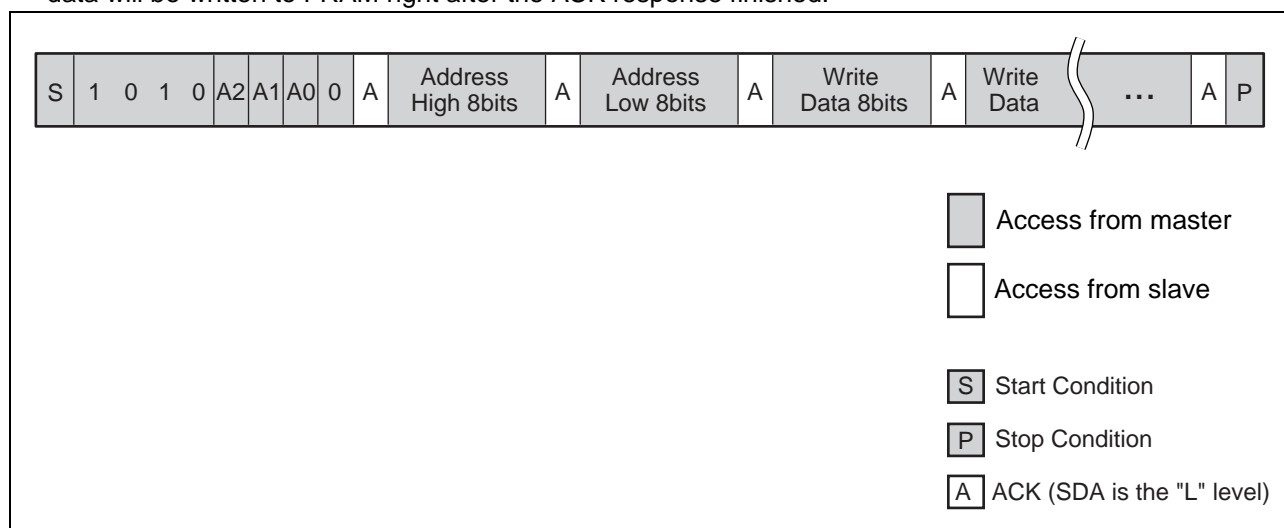 data will be written to FRAM right after the ACK response finished.
S 1 0 1 0 A2 A1 A0 0 A Address High 8bits A Address Low 8bits A Write Data 8bits A Write Data ... A P
Access from master
Access from slave
S Start Condition
P Stop Condition
A ACK (SDA is the "L" level)